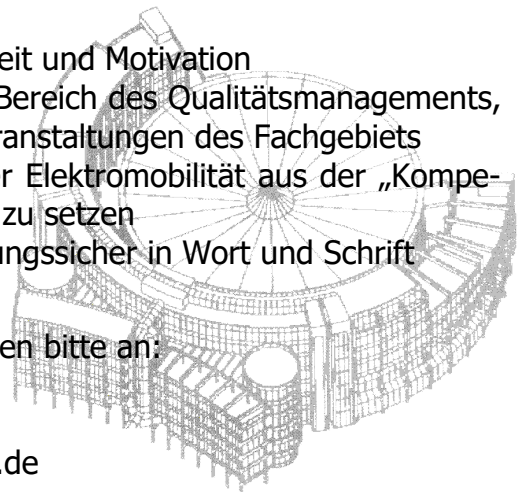 eit und Motivation
Bereich des Qualitätsmanagements,
ranstaltungen des Fachgebiets
r Elektromobilität aus der „Kompe-
zu setzen
ungssicher in Wort und Schrift
en bitte an:
.de